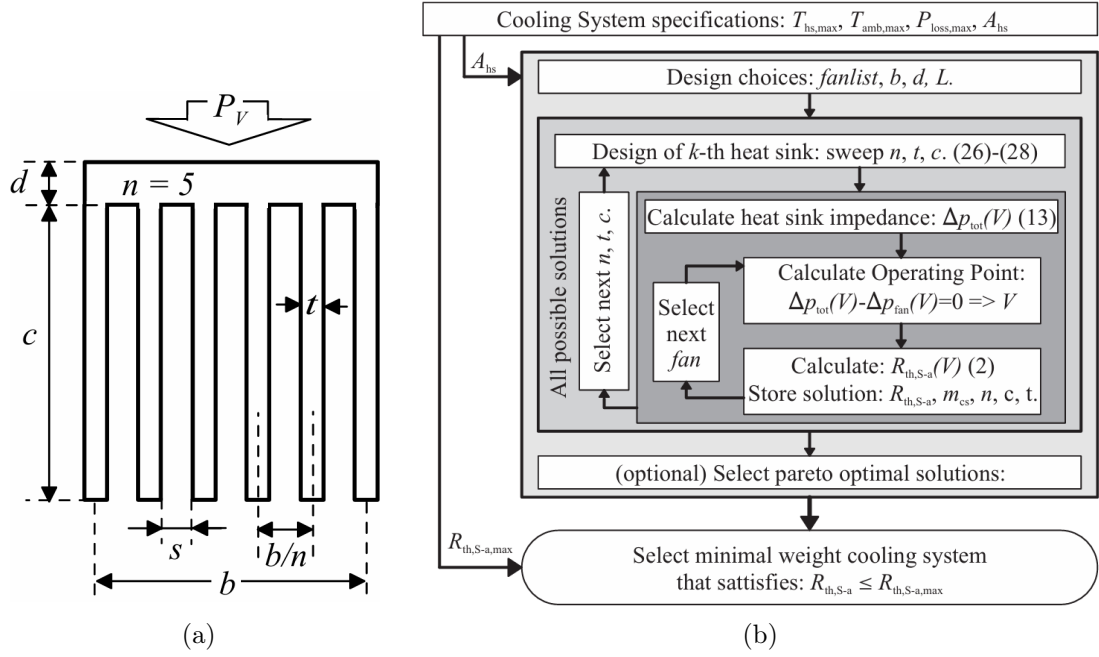 P_V
d
n = 5
c
t
s
b/n
b
(a)
Cooling System specifications: T_hs,max, T_amb,max, P_loss,max, A_hs
A_hs
Design choices: fanlist, b, d, L.
All possible solutions
Design of k-th heat sink: sweep n, t, c. (26)-(28)
Select next n, t, c.
Calculate heat sink impedance: Δp_tot(V) (13)
Select
next
fan
Calculate Operating Point:
Δp_tot(V)-Δp_fan(V)=0 => V
Calculate: R_th,S-a(V) (2)
Store solution: R_th,S-a, m_cs, n, c, t.
(optional) Select pareto optimal solutions:
R_th,S-a,max
Select minimal weight cooling system
that sattisfies: R_th,S-a ≤ R_th,S-a,max
(b)